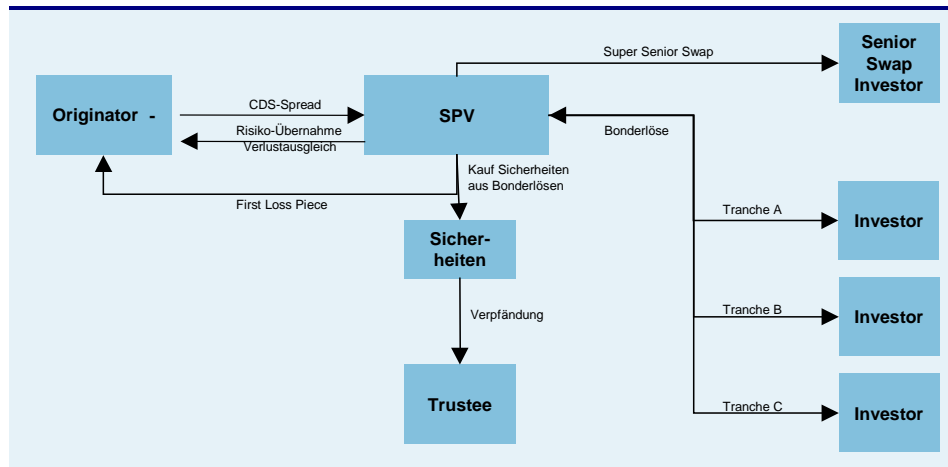 Super Senior Swap
Senior
Swap
Investor
Originator -
CDS-Spread
Risiko-Übernahme
Verlustausgleich
SPV
Bonderlöse
Kauf Sicherheiten
aus Bonderlösen
First Loss Piece
Tranche A
Investor
Sicher-
heiten
Verpfändung
Tranche B
Investor
Trustee
Tranche C
Investor